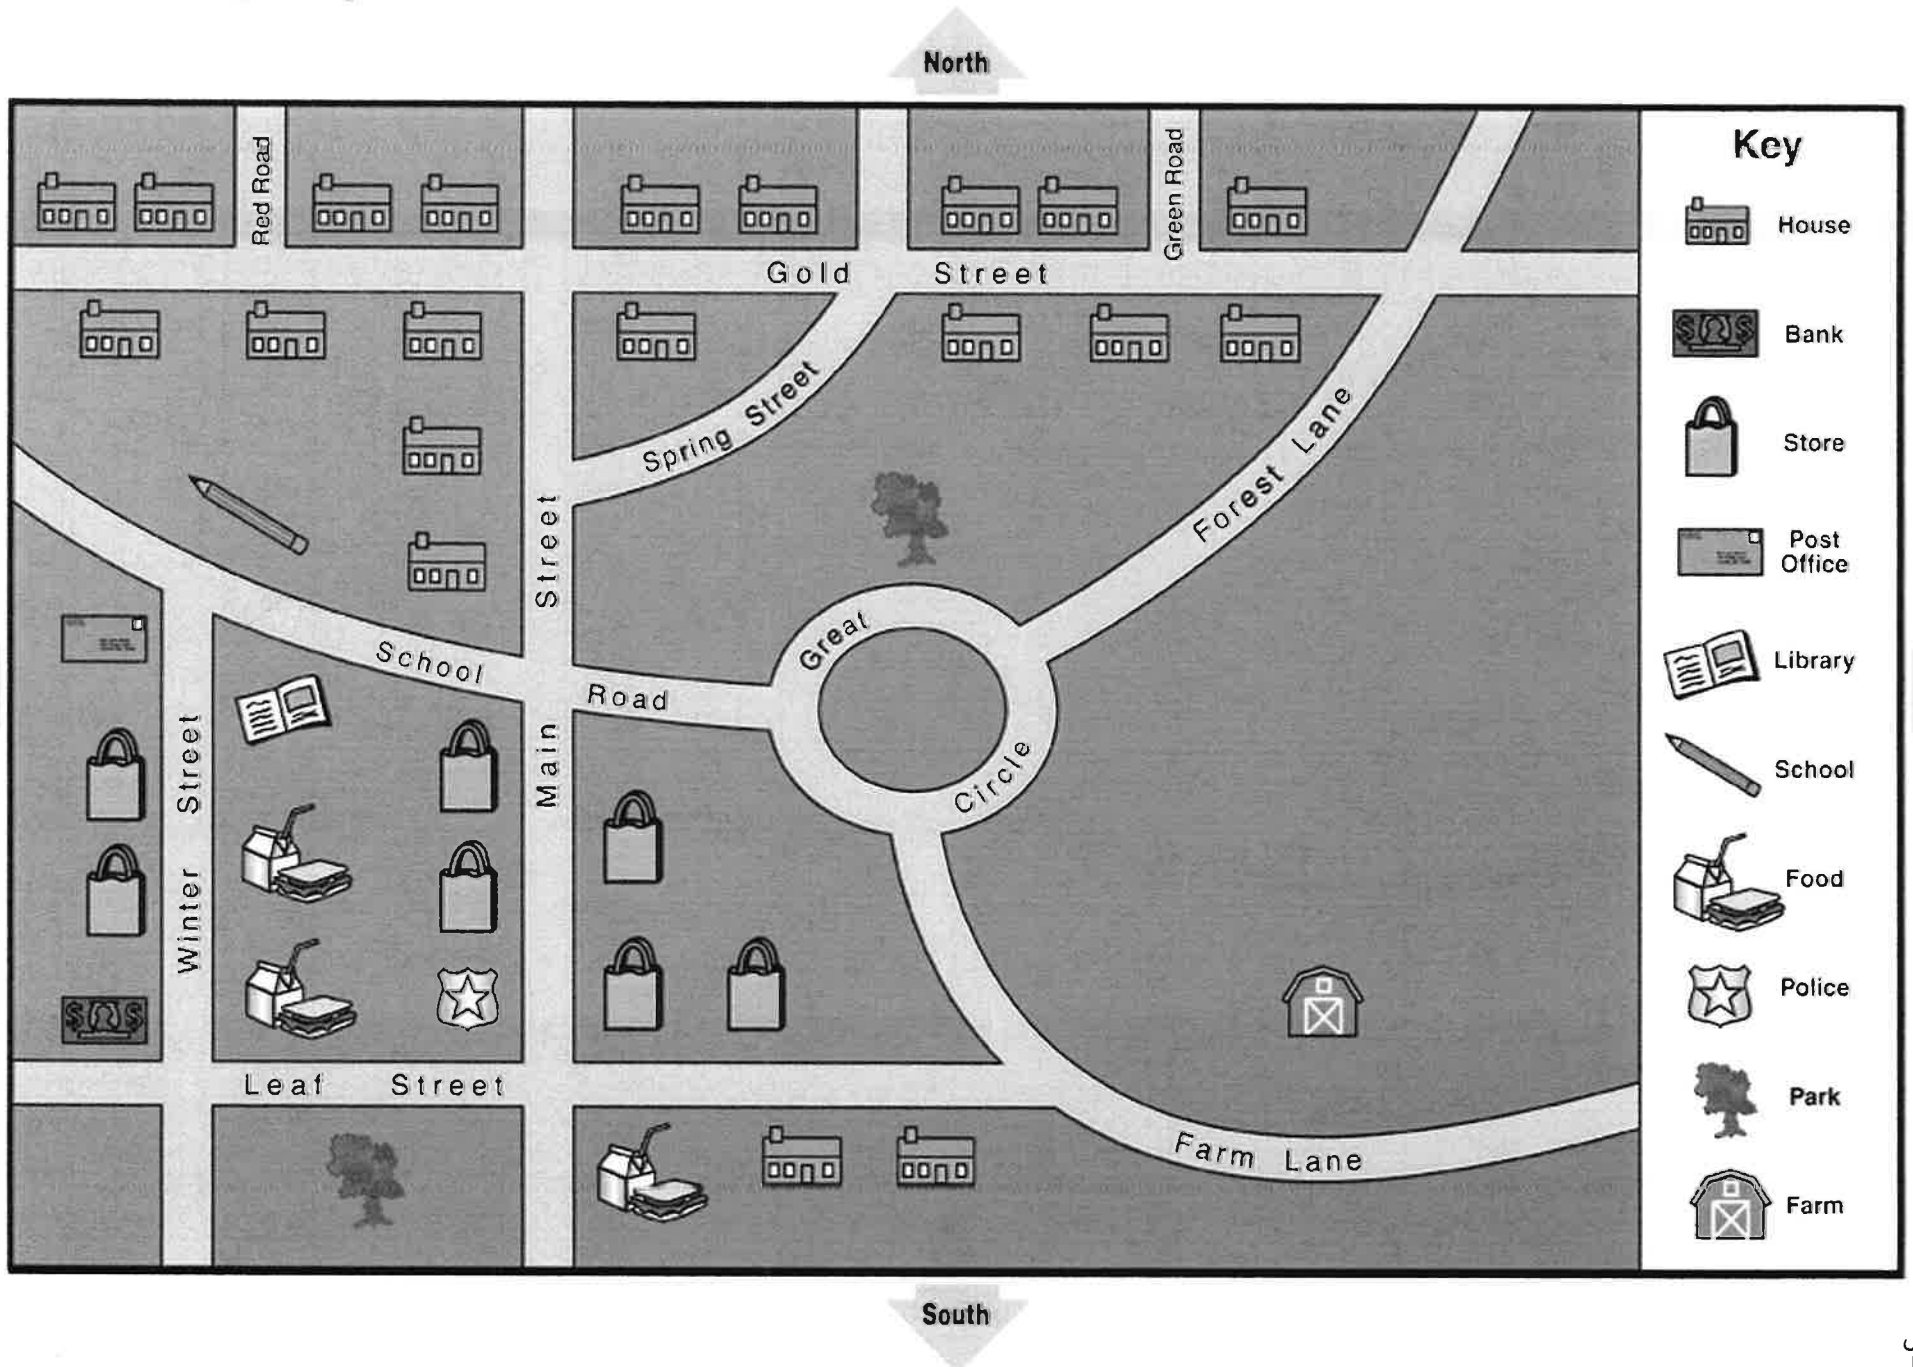 North
Red Road
Green Road
Gold Street
Spring Street
Forest Lane
Main Street
School Road
Great Circle
Winter Street
Leaf Street
Farm Lane
Key
House
Bank
Store
Post
Office
Library
School
Food
Police
Park
Farm
South